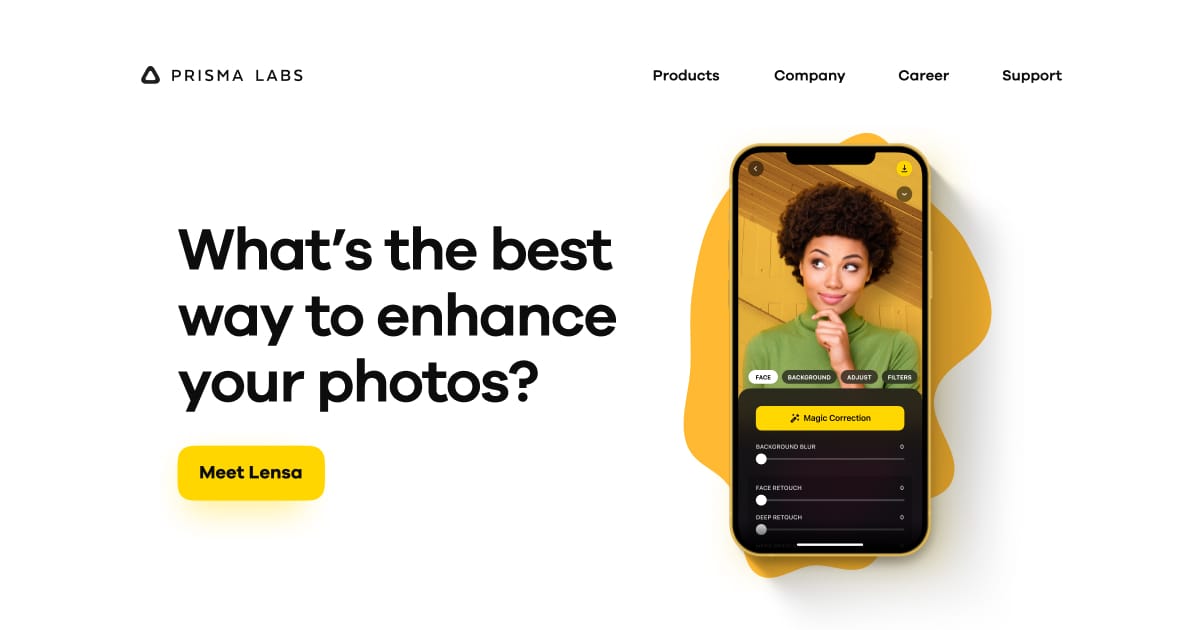 PRISMA LABS
Products
Company
Career
Support
What's the best
way to enhance
your photos?
Meet Lensa
FACE
BACKGROUND
ADJUST
FILTERS
Magic Correction
BACKGROUND BLUR 0
FACE RETOUCH 0
DEEP RETOUCH 0